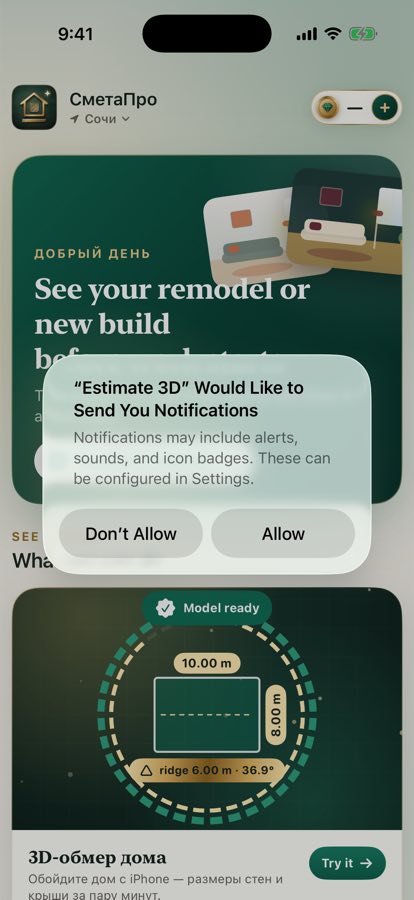 9:41
СметаПро
Сочи
ДОБРЫЙ ДЕНЬ
See your remodel or
new build
“Estimate 3D” Would Like to
Send You Notifications
Notifications may include alerts,
sounds, and icon badges. These can
be configured in Settings.
Don’t Allow
Allow
SEE
Model ready
10.00 m
8.00 m
ridge 6.00 m · 36.9°
3D-обмер дома
Обойдите дом с iPhone — размеры стен и
крыши за пару минут.
Try it